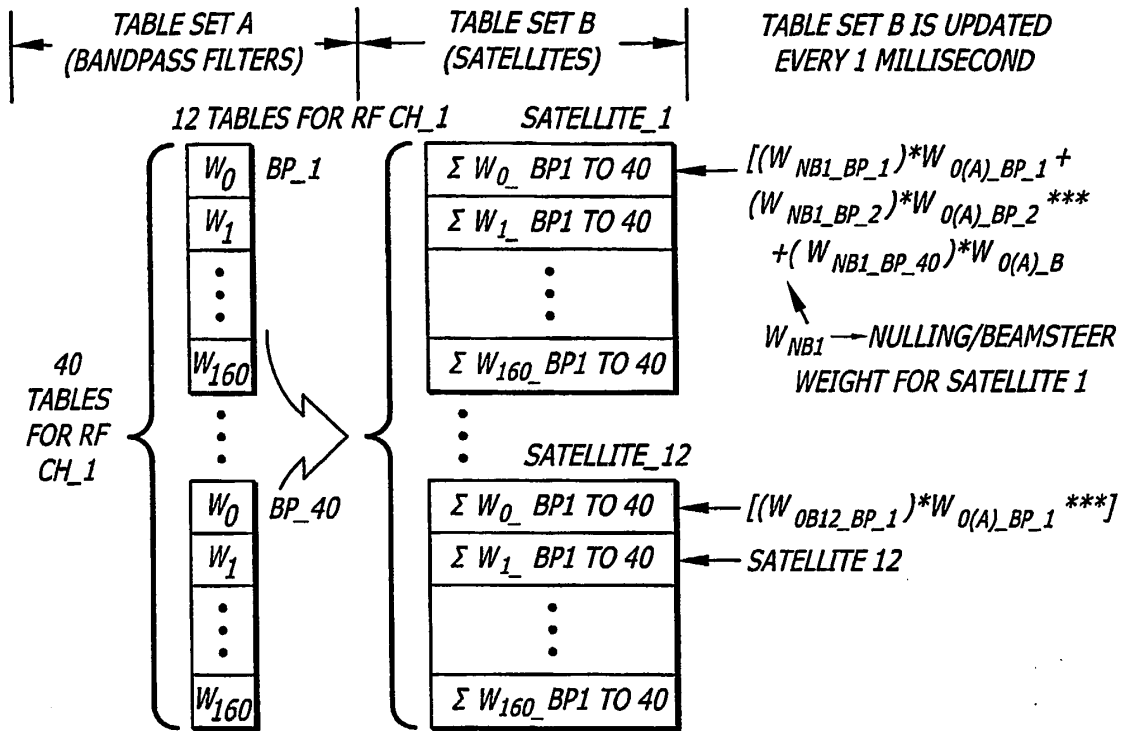 TABLE SET A
(BANDPASS FILTERS)
TABLE SET B
(SATELLITES)
TABLE SET B IS UPDATED
EVERY 1 MILLISECOND
12 TABLES FOR RF CH_1
SATELLITE_1
W0
BP_1
W1
W160
Σ W0_ BP1 TO 40
Σ W1_ BP1 TO 40
Σ W160_ BP1 TO 40
[(W NB1_BP_1)*W 0(A)_BP_1 +
(W NB1_BP_2)*W 0(A)_BP_2 ***
+(W NB1_BP_40)*W 0(A)_B
W NB1 → NULLING/BEAMSTEER
WEIGHT FOR SATELLITE 1
40
TABLES
FOR RF
CH_1
SATELLITE_12
W0
BP_40
W1
W160
Σ W0_ BP1 TO 40
Σ W1_ BP1 TO 40
Σ W160_ BP1 TO 40
[(W 0B12_BP_1)*W 0(A)_BP_1 ***]
SATELLITE 12